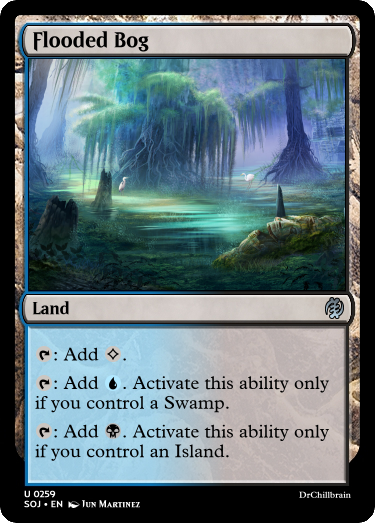 Flooded Bog
Land
: Add .
: Add . Activate this ability only
if you control a Swamp.
: Add . Activate this ability only
if you control an Island.
U 0259
SOJ • EN Jun Martinez
DrChillbrain